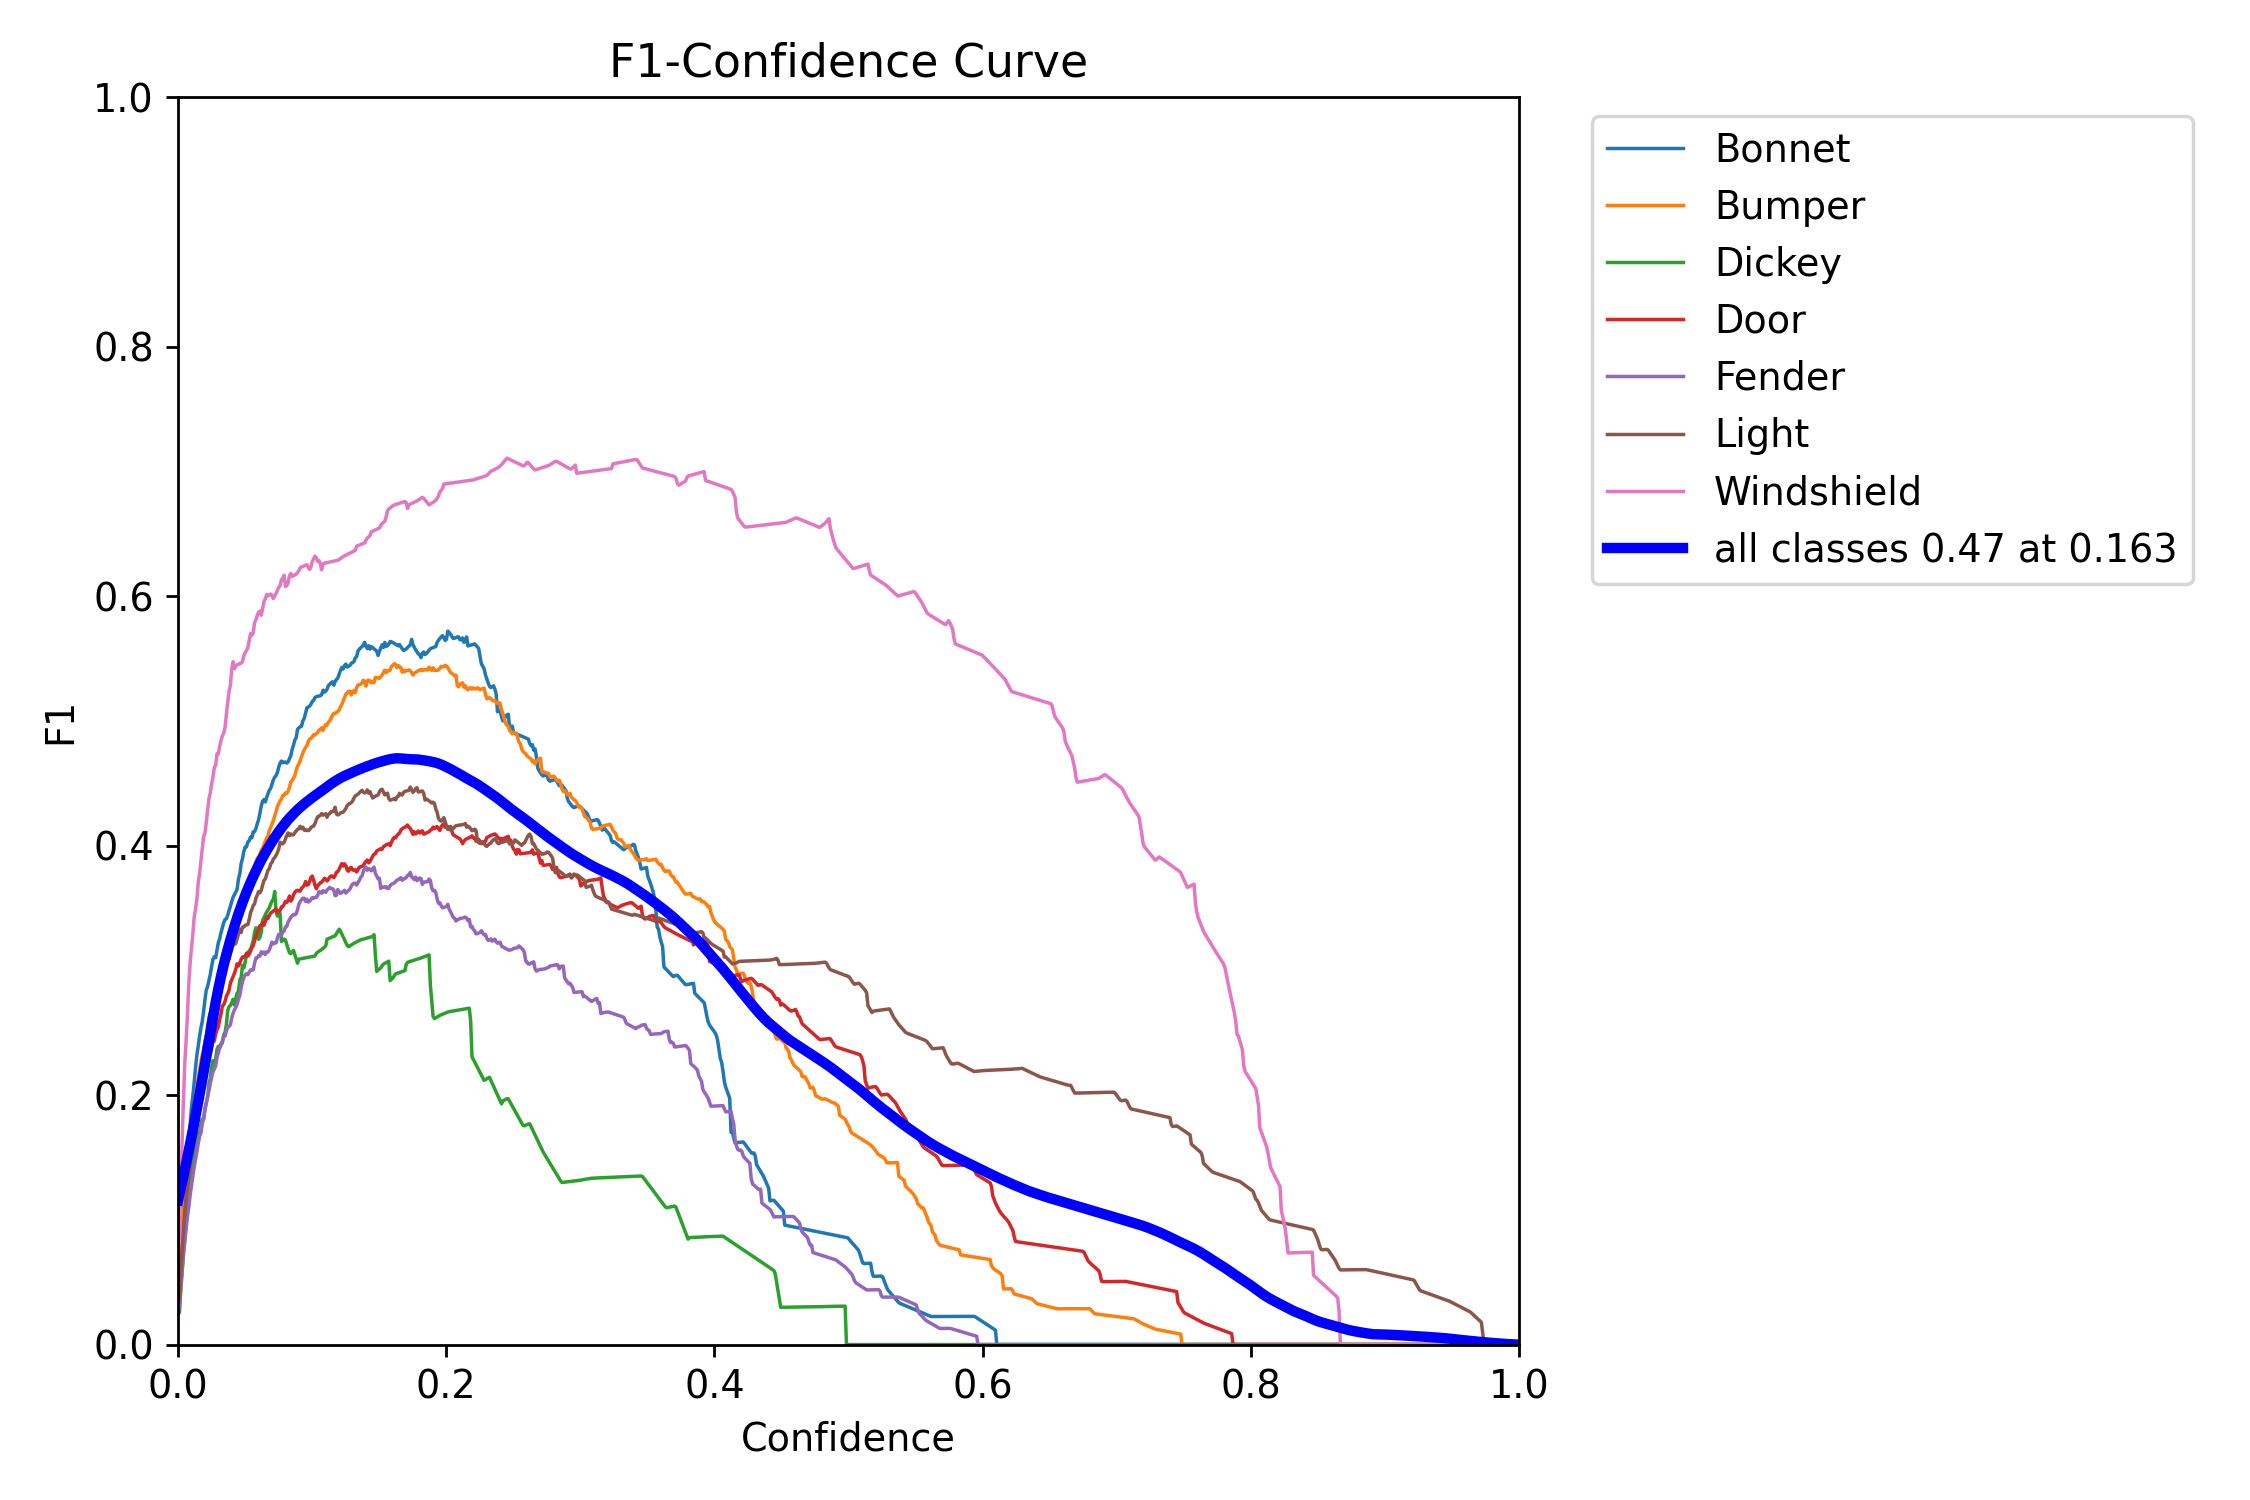 F1-Confidence Curve
1.0
0.8
0.6
0.4
0.2
0.0
F1
0.0 0.2 0.4 0.6 0.8 1.0
Confidence
Bonnet
Bumper
Dickey
Door
Fender
Light
Windshield
all classes 0.47 at 0.163